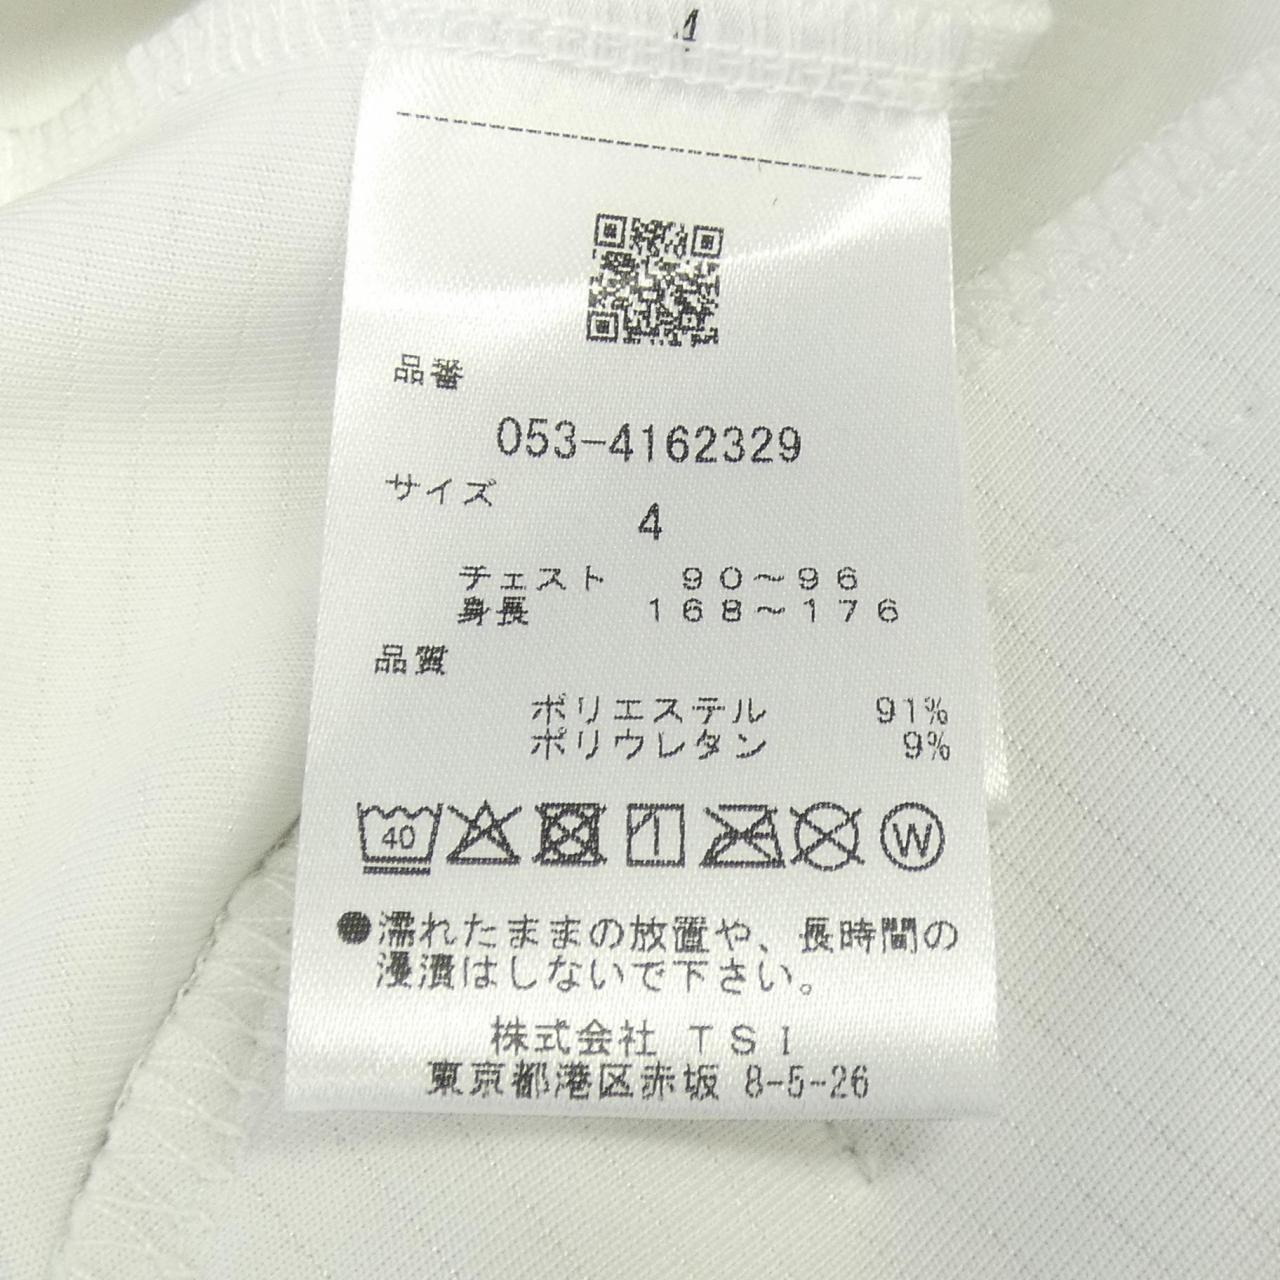 4
品番
053-4162329
サイズ
4
チェスト 90～96
身長 168～176
品質
ポリエステル 91%
ポリウレタン 9%
40 W
●濡れたままの放置や、長時間の
浸漬はしないで下さい。
株式会社 TSI
東京都港区赤坂 8-5-26